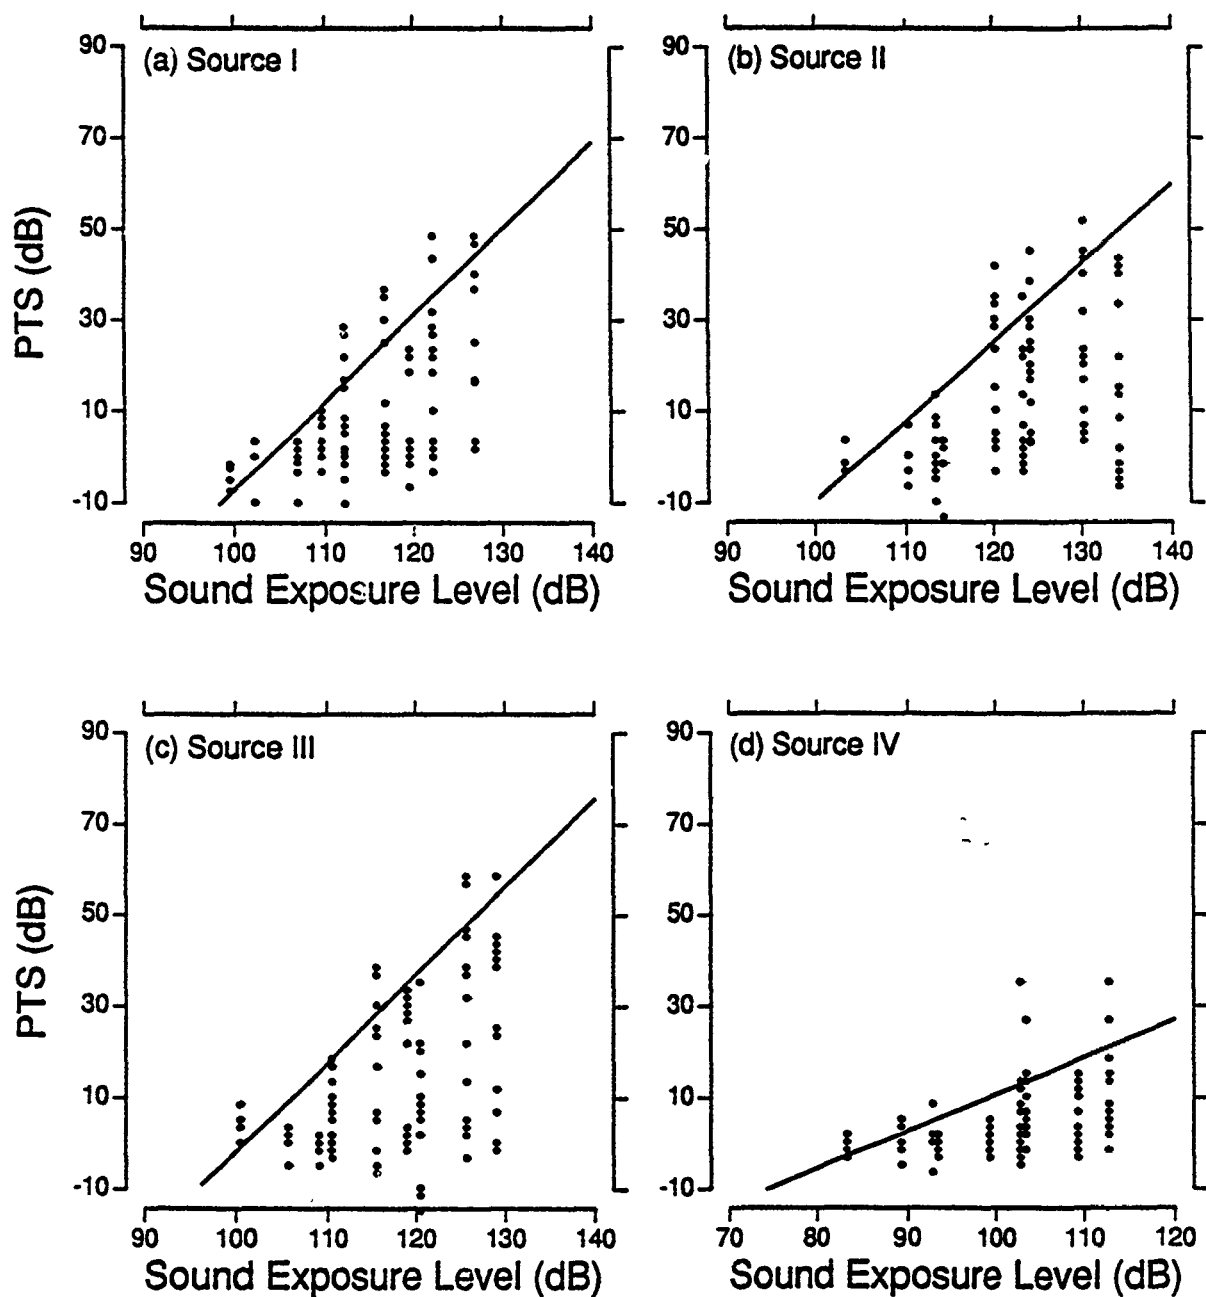 (a) Source I
90
70
50
30
10
-10
PTS (dB)
90 100 110 120 130 140
Sound Exposure Level (dB)
(b) Source II
90
70
50
30
10
-10
90 100 110 120 130 140
Sound Exposure Level (dB)
(c) Source III
90
70
50
30
10
-10
PTS (dB)
90 100 110 120 130 140
Sound Exposure Level (dB)
(d) Source IV
90
70
50
30
10
-10
70 80 90 100 110 120
Sound Exposure Level (dB)